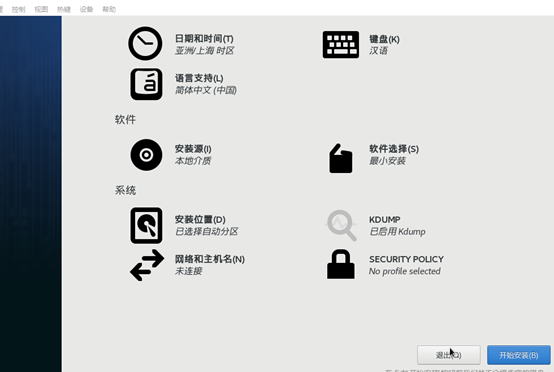 控制 视图 热键 设备 帮助
日期和时间(T)
亚洲/上海 时区
键盘(K)
汉语
语言支持(L)
简体中文 (中国)
软件
安装源(I)
本地介质
软件选择(S)
最小安装
系统
安装位置(D)
已选择自动分区
KDUMP
已启用 Kdump
网络和主机名(N)
未连接
SECURITY POLICY
No profile selected
退出(Q)
开始安装(B)